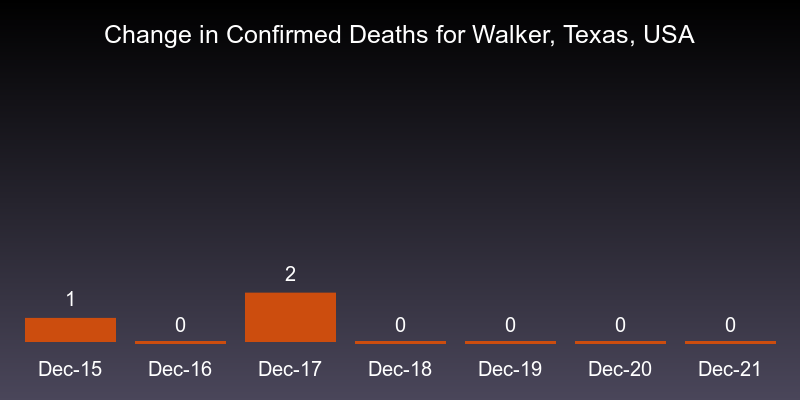 Change in Confirmed Deaths for Walker, Texas, USA
1 0 2 0 0 0 0
Dec-15 Dec-16 Dec-17 Dec-18 Dec-19 Dec-20 Dec-21